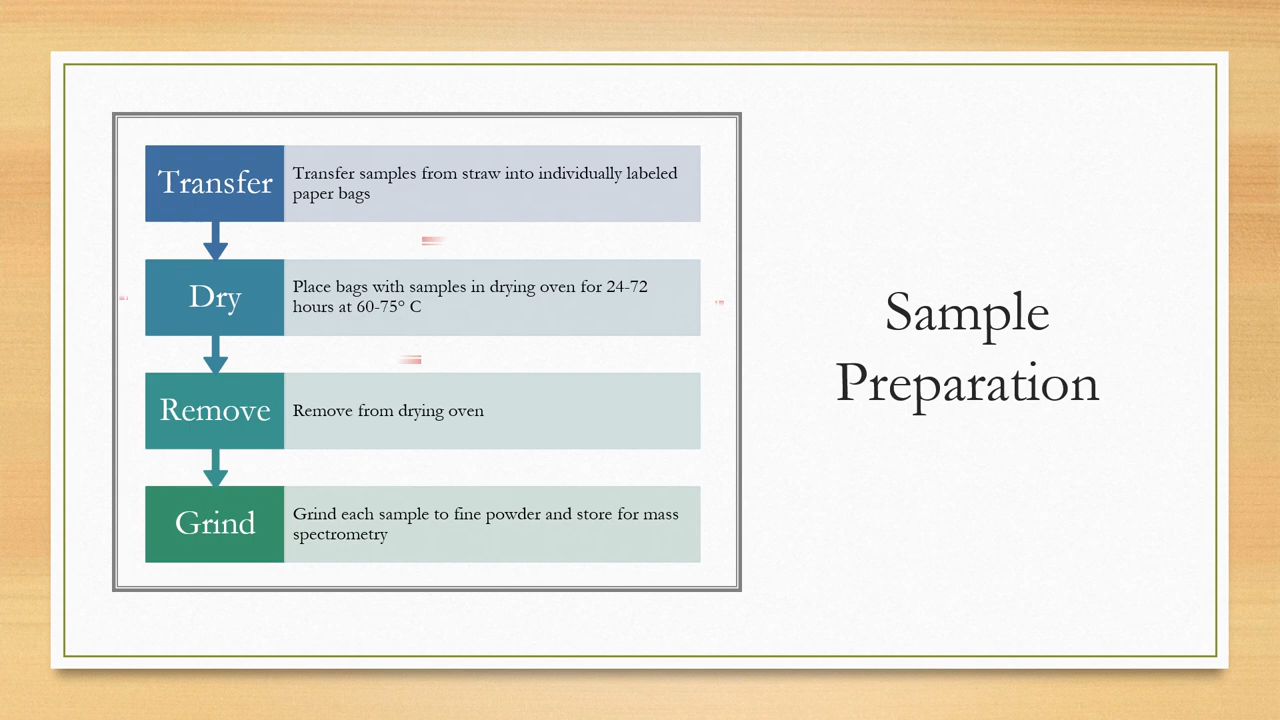 Transfer
Transfer samples from straw into individually labeled
paper bags
Dry
Place bags with samples in drying oven for 24-72
hours at 60-75° C
Remove
Remove from drying oven
Grind
Grind each sample to fine powder and store for mass
spectrometry
Sample
Preparation